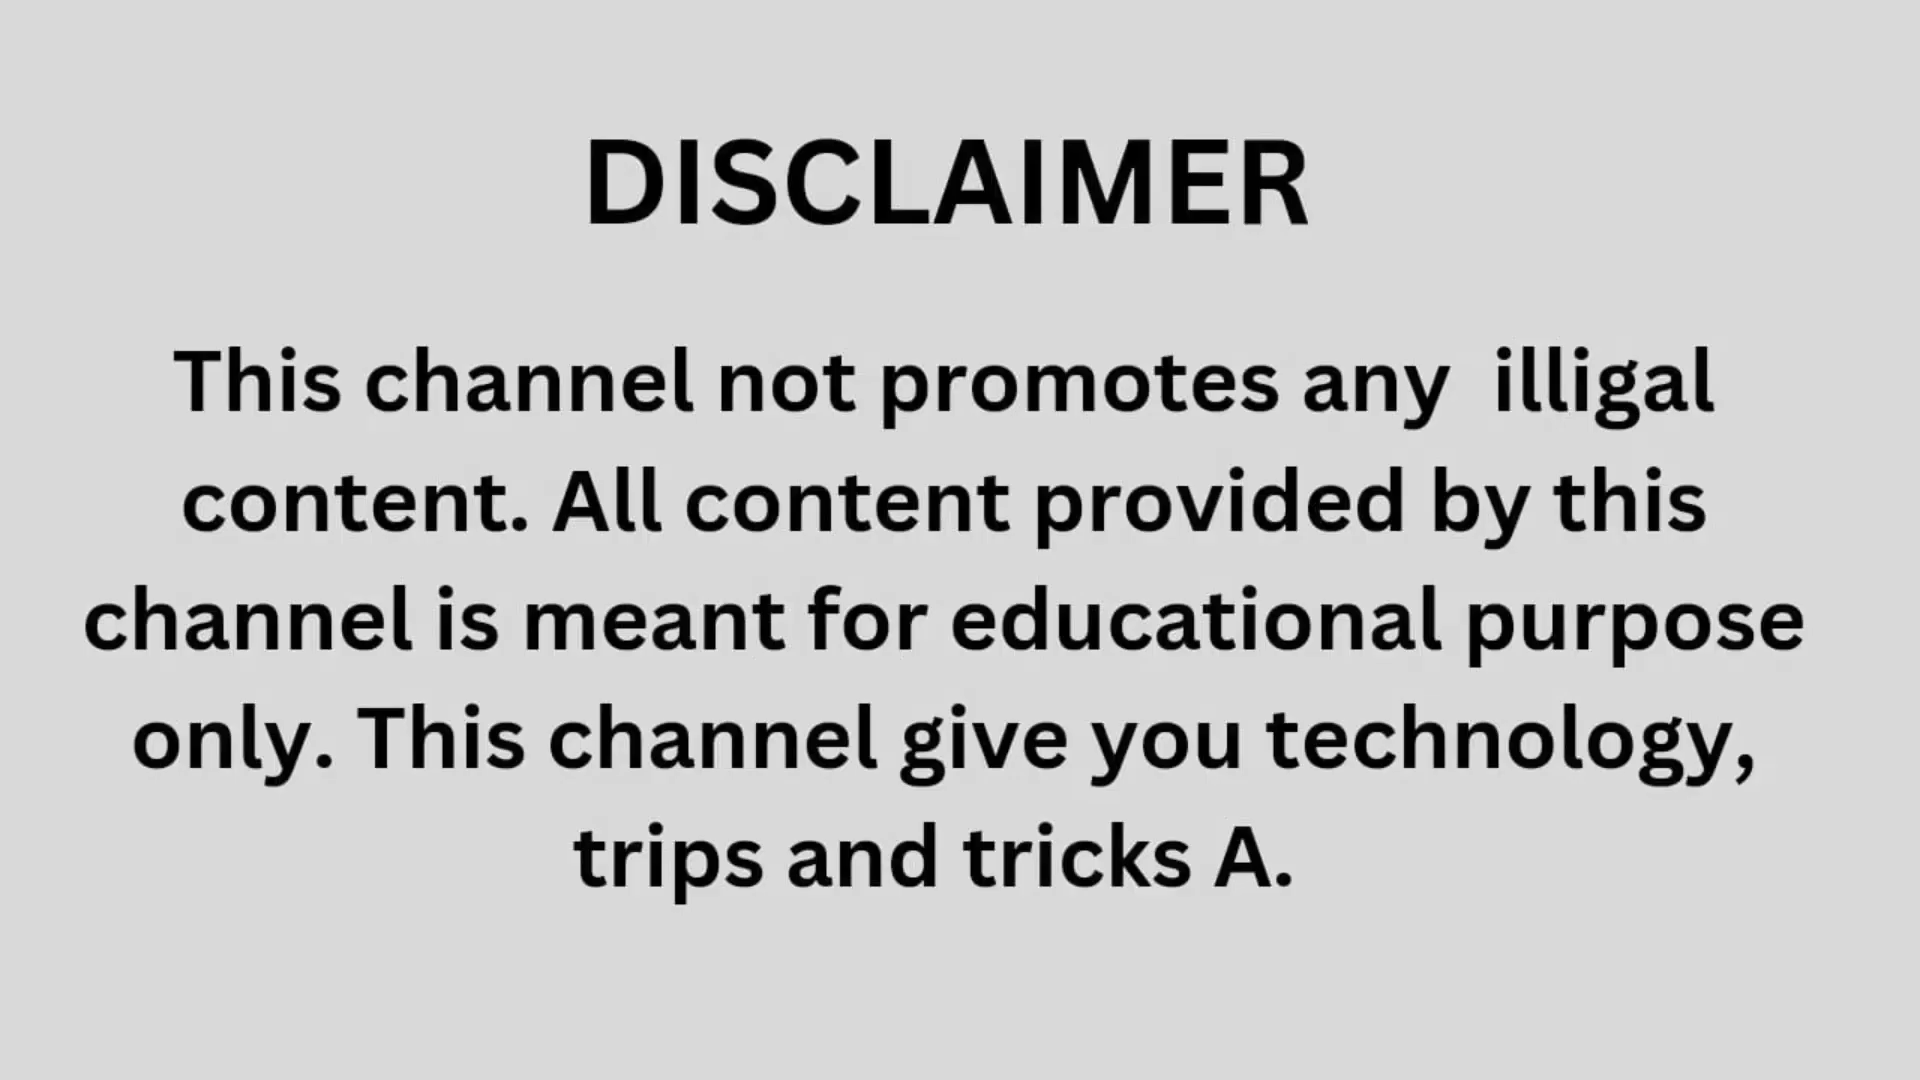 DISCLAIMER
This channel not promotes any  illigal
content. All content provided by this
channel is meant for educational purpose
only. This channel give you technology,
trips and tricks A.